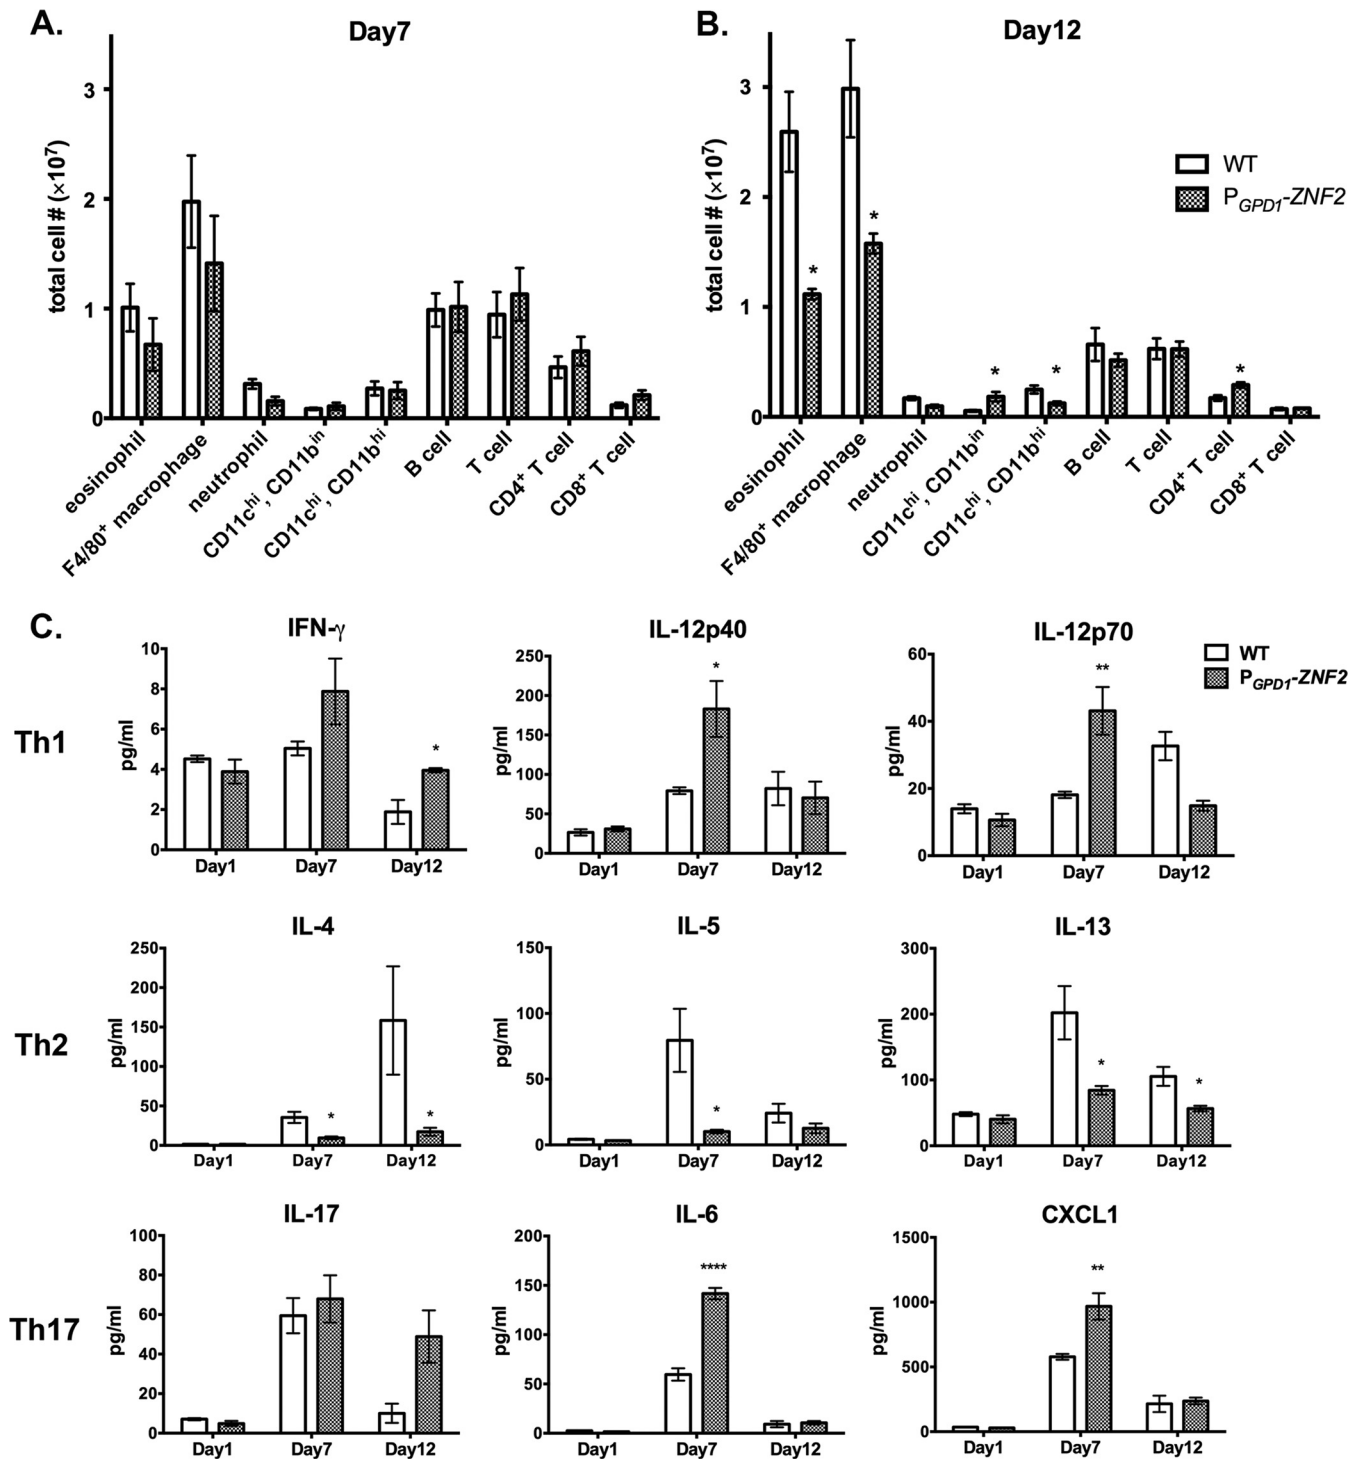 A.
Day7
total cell # (×10⁷)
3
2
1
0
eosinophil
F4/80⁺ macrophage
neutrophil
CD11cʰⁱ, CD11bⁱⁿ
CD11cʰⁱ, CD11bʰⁱ
B cell
T cell
CD4⁺ T cell
CD8⁺ T cell
B.
Day12
total cell # (×10⁷)
3
2
1
0
*
*
*
*
*
eosinophil
F4/80⁺ macrophage
neutrophil
CD11cʰⁱ, CD11bⁱⁿ
CD11cʰⁱ, CD11bʰⁱ
B cell
T cell
CD4⁺ T cell
CD8⁺ T cell
WT
PGPD1-ZNF2
C.
Th1
IFN-γ
pg/ml
10
8
6
4
2
0
*
Day1 Day7 Day12
IL-12p40
pg/ml
250
200
150
100
50
0
*
Day1 Day7 Day12
IL-12p70
pg/ml
60
40
20
0
**
Day1 Day7 Day12
WT
PGPD1-ZNF2
Th2
IL-4
pg/ml
250
200
150
100
50
0
*
*
Day1 Day7 Day12
IL-5
pg/ml
150
100
50
0
*
Day1 Day7 Day12
IL-13
pg/ml
300
200
100
0
*
*
Day1 Day7 Day12
Th17
IL-17
pg/ml
100
80
60
40
20
0
Day1 Day7 Day12
IL-6
pg/ml
200
150
100
50
0
****
Day1 Day7 Day12
CXCL1
pg/ml
1500
1000
500
0
**
Day1 Day7 Day12